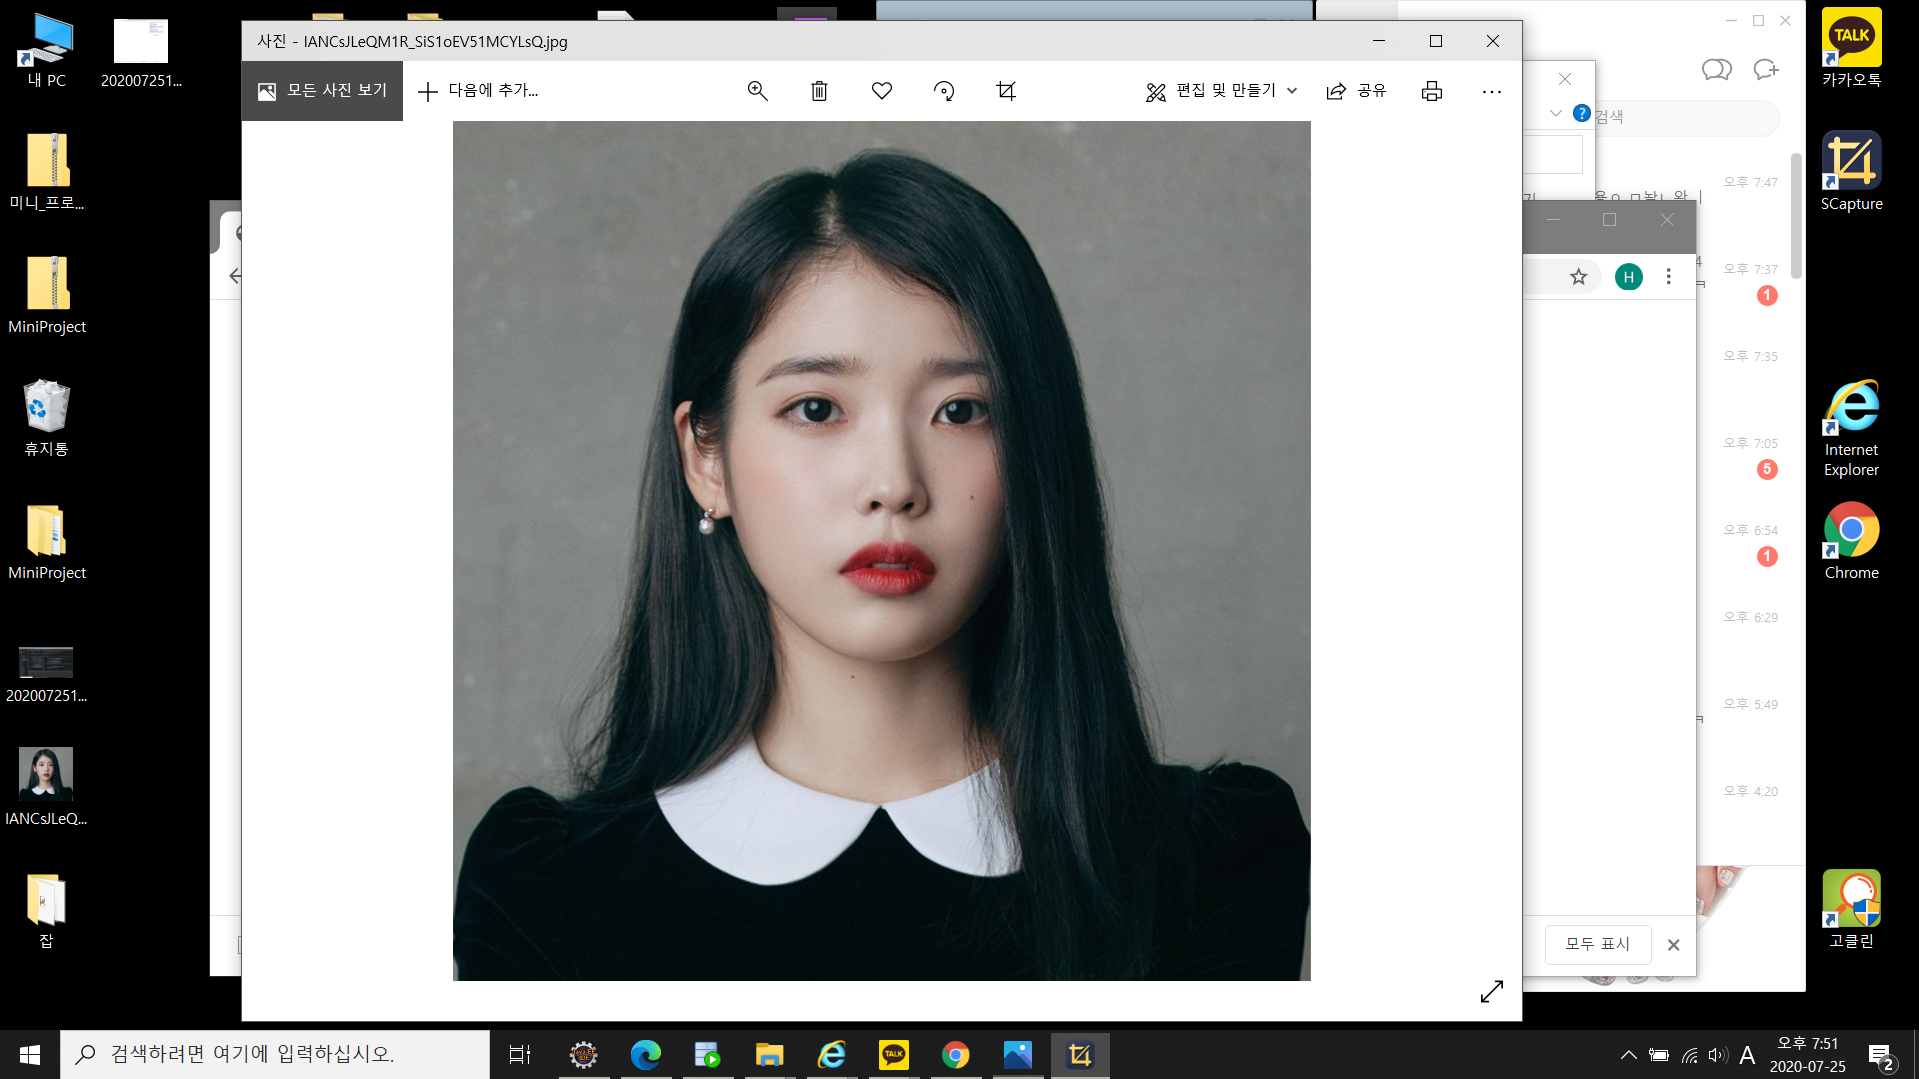 내 PC
202007251...
미니_프로...
MiniProject
휴지통
MiniProject
202007251...
IANCsJLeQ...
잡
사진 - IANCsJLeQM1R_SiS1oEV51MCYLsQ.jpg
모든 사진 보기
다음에 추가...
편집 및 만들기
공유
?
검색
오후 7:47
H
오후 7:37
1
오후 7:35
오후 7:05
5
오후 6:54
1
오후 6:29
오후 5:49
오후 4:20
모두 표시
TALK
카카오톡
SCapture
Internet
Explorer
Chrome
고클린
검색하려면 여기에 입력하십시오.
TALK
A
오후 7:51
2020-07-25
2